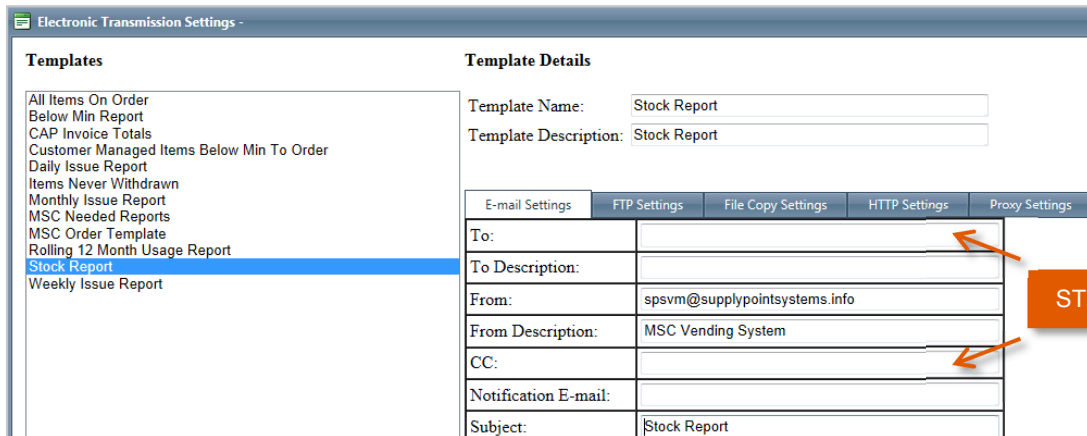 Electronic Transmission Settings -
Templates
All Items On Order
Below Min Report
CAP Invoice Totals
Customer Managed Items Below Min To Order
Daily Issue Report
Items Never Withdrawn
Monthly Issue Report
MSC Needed Reports
MSC Order Template
Rolling 12 Month Usage Report
Stock Report
Weekly Issue Report
Template Details
Template Name: Stock Report
Template Description: Stock Report
E-mail Settings FTP Settings File Copy Settings HTTP Settings Proxy Settings
To:
To Description:
From: spsvm@supplypointsystems.info
From Description: MSC Vending System
CC:
Notification E-mail:
Subject: Stock Report
ST